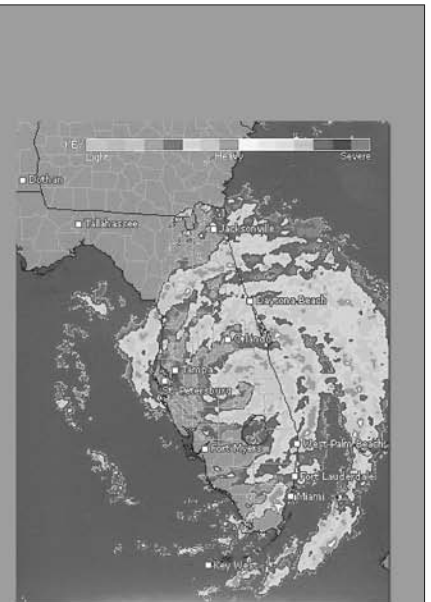 Light
Heavy
Severe
Dothan
Tallahassee
Jacksonville
Daytona Beach
Orlando
Tampa
St. Petersburg
Fort Myers
West Palm Beach
Fort Lauderdale
Miami
Key West